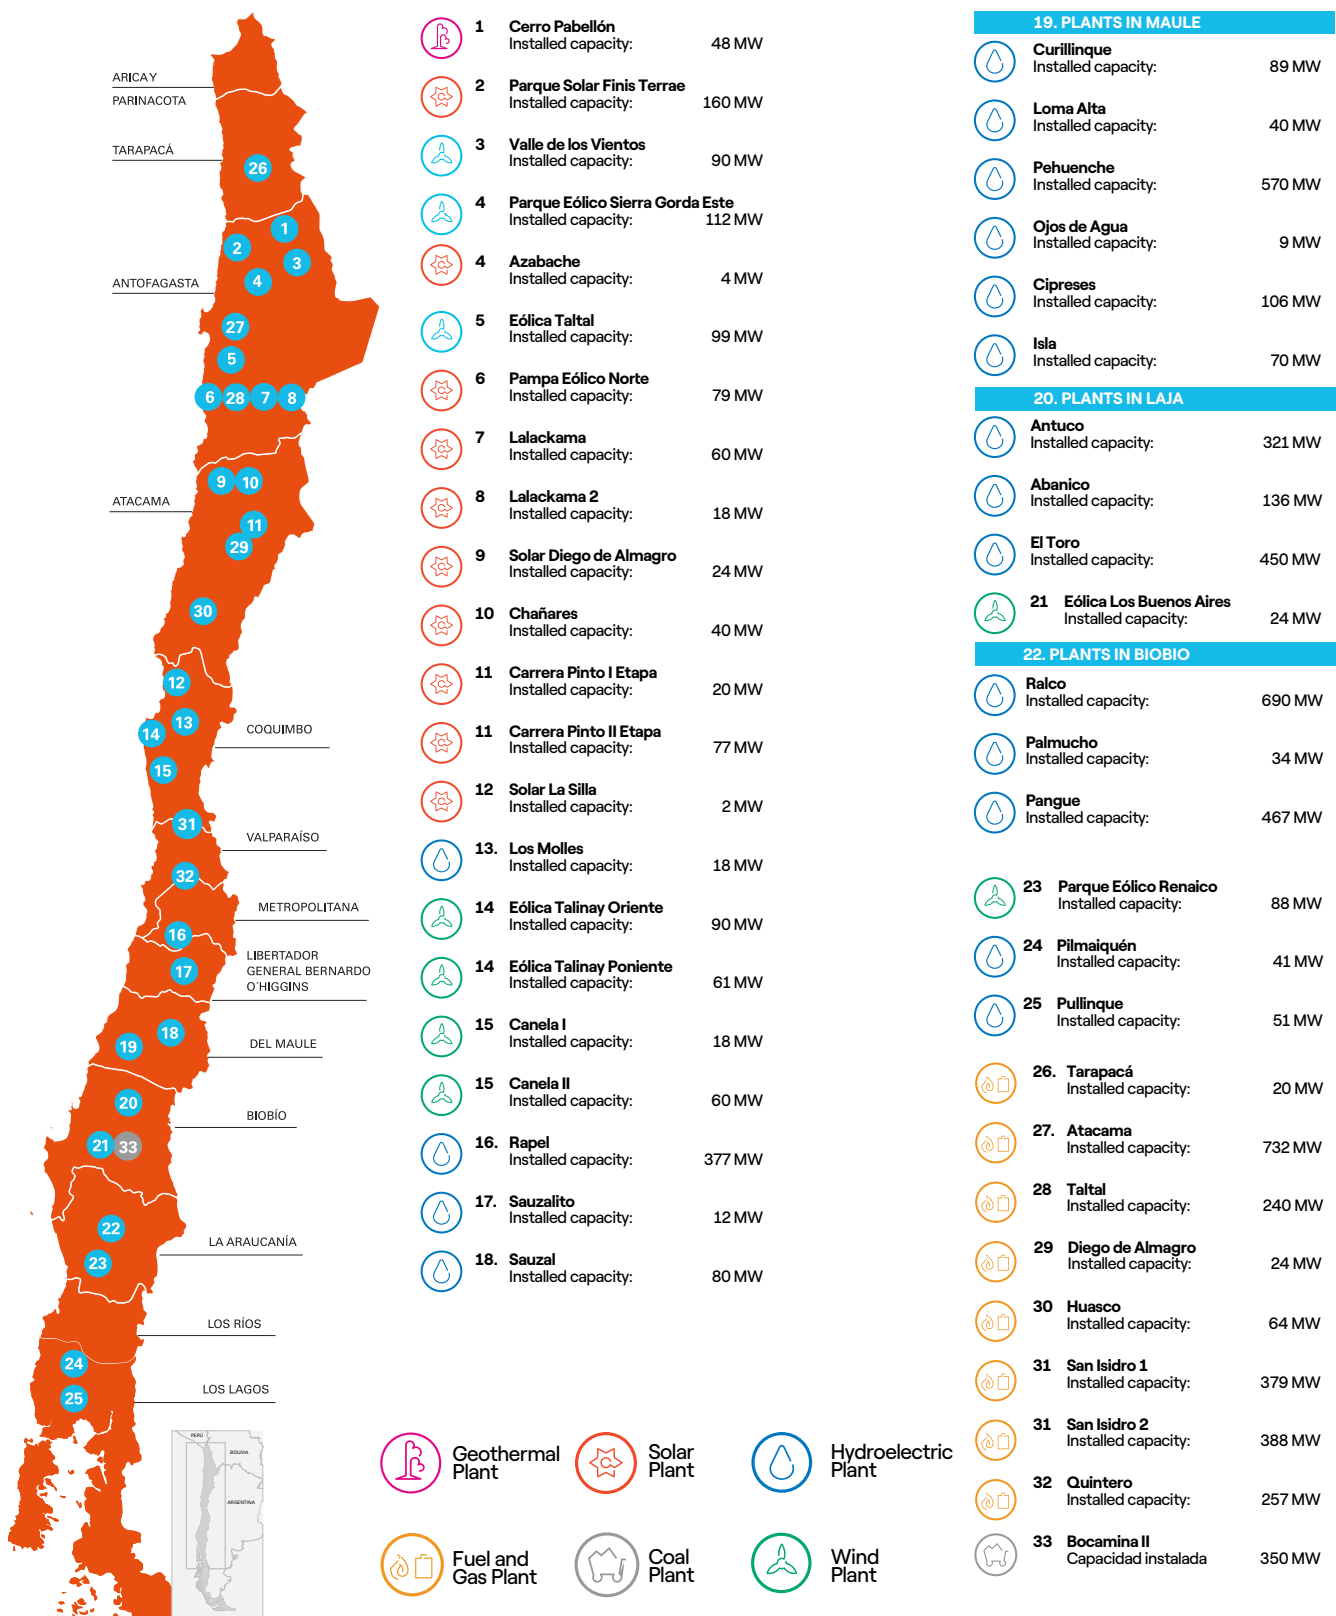 ARICA Y
PARINACOTA
TARAPACÁ
ANTOFAGASTA
ATACAMA
COQUIMBO
VALPARAÍSO
METROPOLITANA
LIBERTADOR
GENERAL BERNARDO
O´HIGGINS
DEL MAULE
BIOBÍO
LA ARAUCANÍA
LOS RÍOS
LOS LAGOS
26
1
2
3
4
27
5
6 28 7 8
9 10
11
29
30
12
13
14
15
31
32
16
17
18
19
20
21 33
22
23
24
25
PERÚ
BOLIVIA
ARGENTINA
1 Cerro Pabellón
Installed capacity: 48 MW
2 Parque Solar Finis Terrae
Installed capacity: 160 MW
3 Valle de los Vientos
Installed capacity: 90 MW
4 Parque Eólico Sierra Gorda Este
Installed capacity: 112 MW
4 Azabache
Installed capacity: 4 MW
5 Eólica Taltal
Installed capacity: 99 MW
6 Pampa Eólico Norte
Installed capacity: 79 MW
7 Lalackama
Installed capacity: 60 MW
8 Lalackama 2
Installed capacity: 18 MW
9 Solar Diego de Almagro
Installed capacity: 24 MW
10 Chañares
Installed capacity: 40 MW
11 Carrera Pinto I Etapa
Installed capacity: 20 MW
11 Carrera Pinto II Etapa
Installed capacity: 77 MW
12 Solar La Silla
Installed capacity: 2 MW
13. Los Molles
Installed capacity: 18 MW
14 Eólica Talinay Oriente
Installed capacity: 90 MW
14 Eólica Talinay Poniente
Installed capacity: 61 MW
15 Canela I
Installed capacity: 18 MW
15 Canela II
Installed capacity: 60 MW
16. Rapel
Installed capacity: 377 MW
17. Sauzalito
Installed capacity: 12 MW
18. Sauzal
Installed capacity: 80 MW
19. PLANTS IN MAULE
Curillinque
Installed capacity: 89 MW
Loma Alta
Installed capacity: 40 MW
Pehuenche
Installed capacity: 570 MW
Ojos de Agua
Installed capacity: 9 MW
Cipreses
Installed capacity: 106 MW
Isla
Installed capacity: 70 MW
20. PLANTS IN LAJA
Antuco
Installed capacity: 321 MW
Abanico
Installed capacity: 136 MW
El Toro
Installed capacity: 450 MW
21 Eólica Los Buenos Aires
Installed capacity: 24 MW
22. PLANTS IN BIOBIO
Ralco
Installed capacity: 690 MW
Palmucho
Installed capacity: 34 MW
Pangue
Installed capacity: 467 MW
23 Parque Eólico Renaico
Installed capacity: 88 MW
24 Pilmaiquén
Installed capacity: 41 MW
25 Pullinque
Installed capacity: 51 MW
26. Tarapacá
Installed capacity: 20 MW
27. Atacama
Installed capacity: 732 MW
28 Taltal
Installed capacity: 240 MW
29 Diego de Almagro
Installed capacity: 24 MW
30 Huasco
Installed capacity: 64 MW
31 San Isidro 1
Installed capacity: 379 MW
31 San Isidro 2
Installed capacity: 388 MW
32 Quintero
Installed capacity: 257 MW
33 Bocamina II
Capacidad instalada 350 MW
Geothermal
Plant
Solar
Plant
Hydroelectric
Plant
Fuel and
Gas Plant
Coal
Plant
Wind
Plant